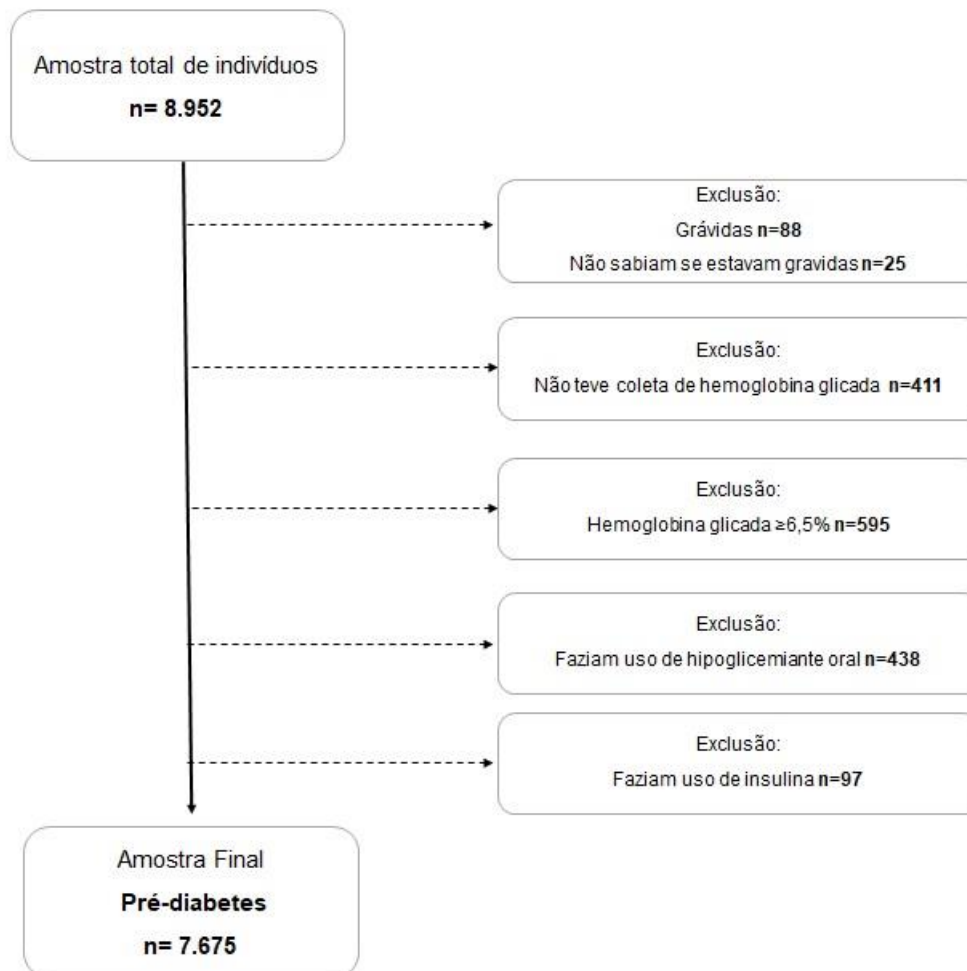 Amostra total de indivíduos
n= 8.952
Exclusão:
Grávidas n=88
Não sabiam se estavam gravidas n=25
Exclusão:
Não teve coleta de hemoglobina glicada n=411
Exclusão:
Hemoglobina glicada ≥6,5% n=595
Exclusão:
Faziam uso de hipoglicemiante oral n=438
Exclusão:
Faziam uso de insulina n=97
Amostra Final
Pré-diabetes
n= 7.675